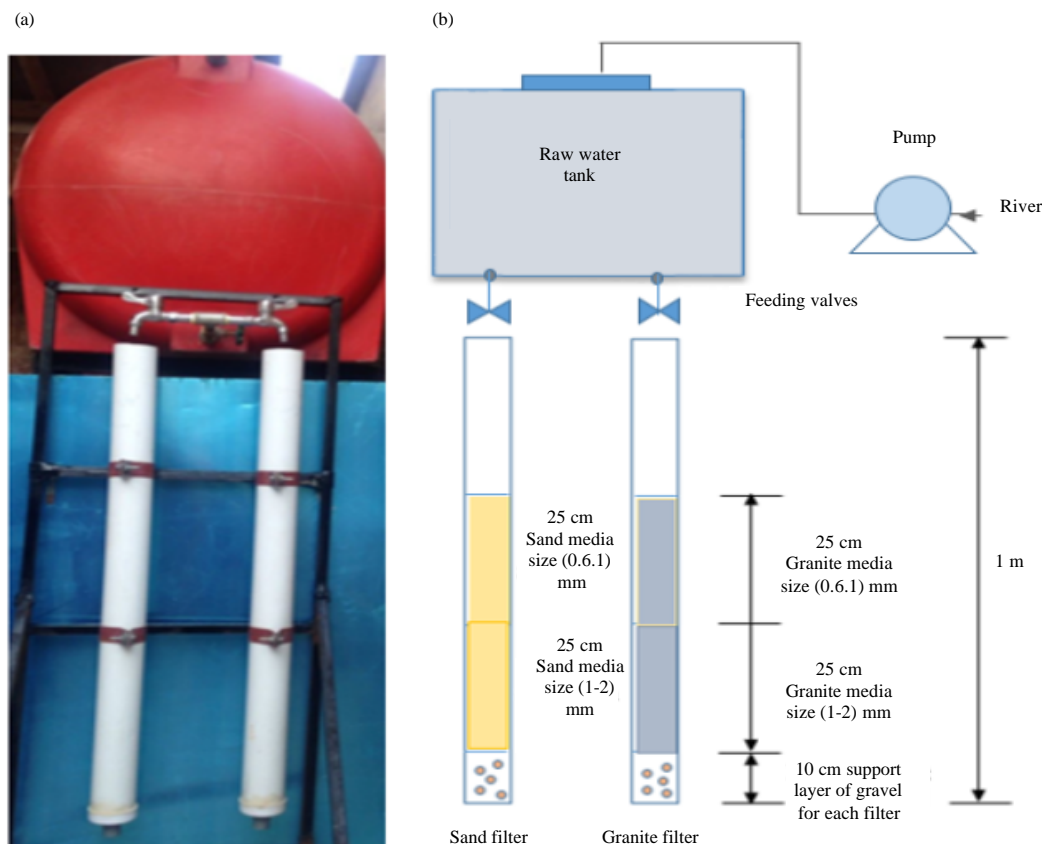 (a)
(b)
Raw water
tank
Pump
River
Feeding valves
25 cm
Sand media
size (0.6.1)
mm
25 cm
Granite media
size (0.6.1) mm
1 m
25 cm
Sand media
size (1-2)
mm
25 cm
Granite media
size (1-2) mm
10 cm support
layer of gravel
for each filter
Sand filter
Granite filter